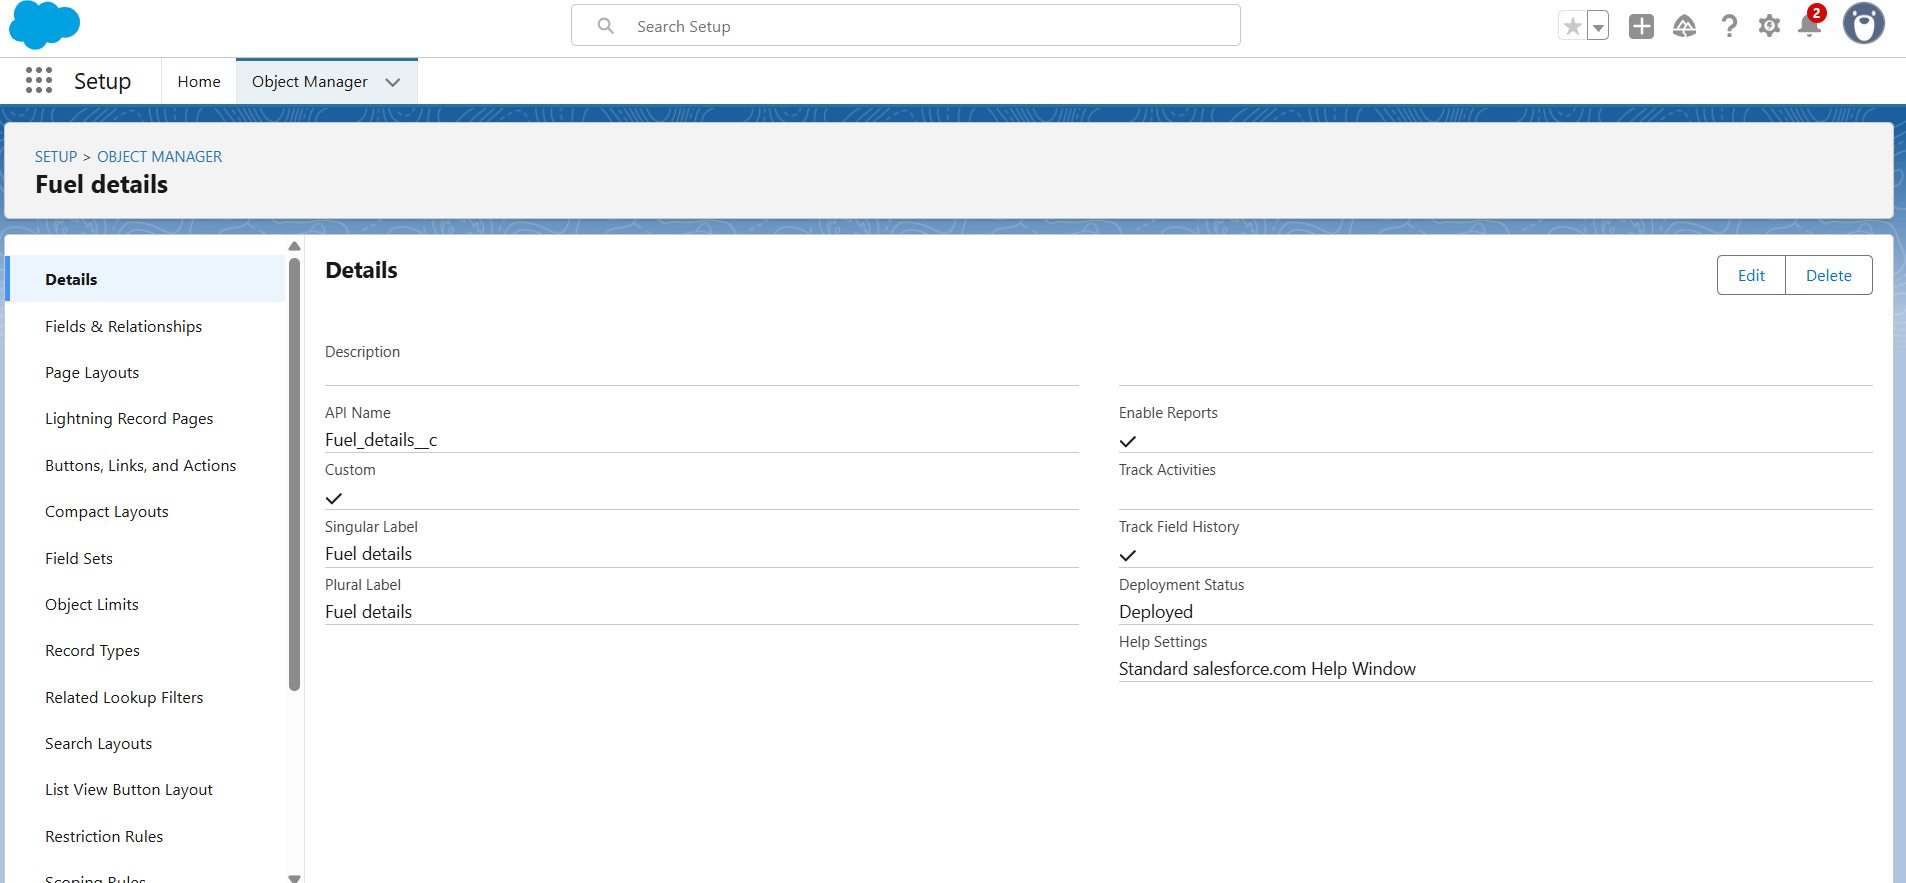 Search Setup
2
Setup
Home
Object Manager
SETUP > OBJECT MANAGER
Fuel details
Details
Fields & Relationships
Page Layouts
Lightning Record Pages
Buttons, Links, and Actions
Compact Layouts
Field Sets
Object Limits
Record Types
Related Lookup Filters
Search Layouts
List View Button Layout
Restriction Rules
Scoping Rules
Details
Edit
Delete
Description
API Name
Fuel_details__c
Custom
Singular Label
Fuel details
Plural Label
Fuel details
Enable Reports
Track Activities
Track Field History
Deployment Status
Deployed
Help Settings
Standard salesforce.com Help Window